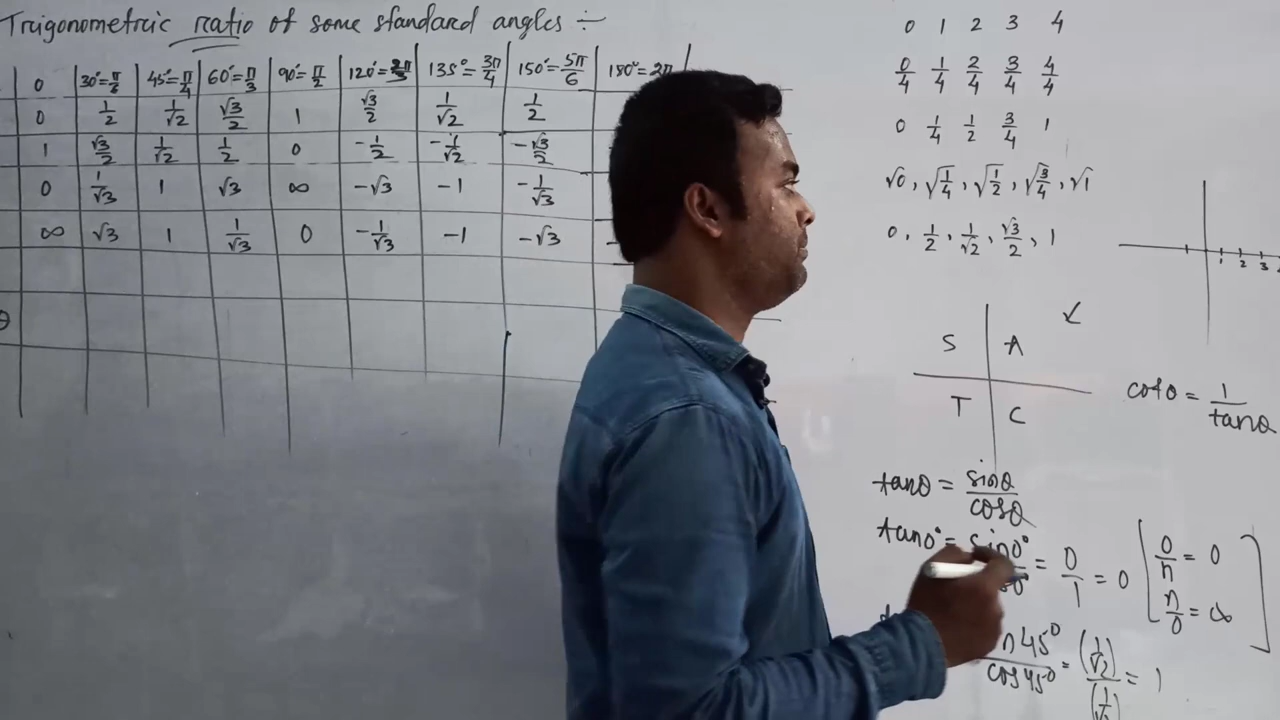 Trigonometric ratio of some standard angles ÷
0 30°=π/6 45°=π/4 60°=π/3 90°=π/2 120°=2π/3 135°=3π/4 150°=5π/6 180°=2π
0 1/2 1/√2 √3/2 1 √3/2 1/√2 1/2
1 √3/2 1/√2 1/2 0 -1/2 -1/√2 -√3/2
0 1/√3 1 √3 ∞ -√3 -1 -1/√3
∞ √3 1 1/√3 0 -1/√3 -1 -√3
θ
0 1 2 3 4
0/4 1/4 2/4 3/4 4/4
0 1/4 1/2 3/4 1
√0, √1/4, √1/2, √3/4, √1
0, 1/2, 1/√2, √3/2, 1
1 2 3
S A
T C
cotθ = 1/tanθ
tanθ = sinθ/cosθ
tan0° = sin0° = 0/1 = 0 [0/n = 0
n/0 = ∞]
45°/cos45° = (1/√2)/(1/√2) = 1